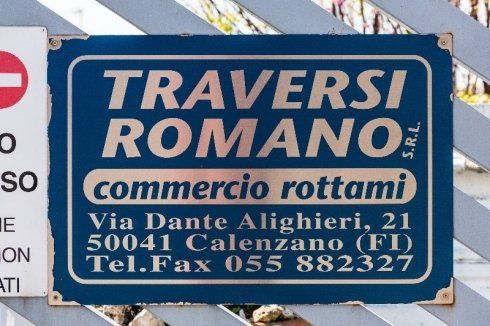 TRAVERSI
ROMANO S.R.L.
commercio rottami
Via Dante Alighieri, 21
50041 Calenzano (FI)
Tel.Fax 055 882327